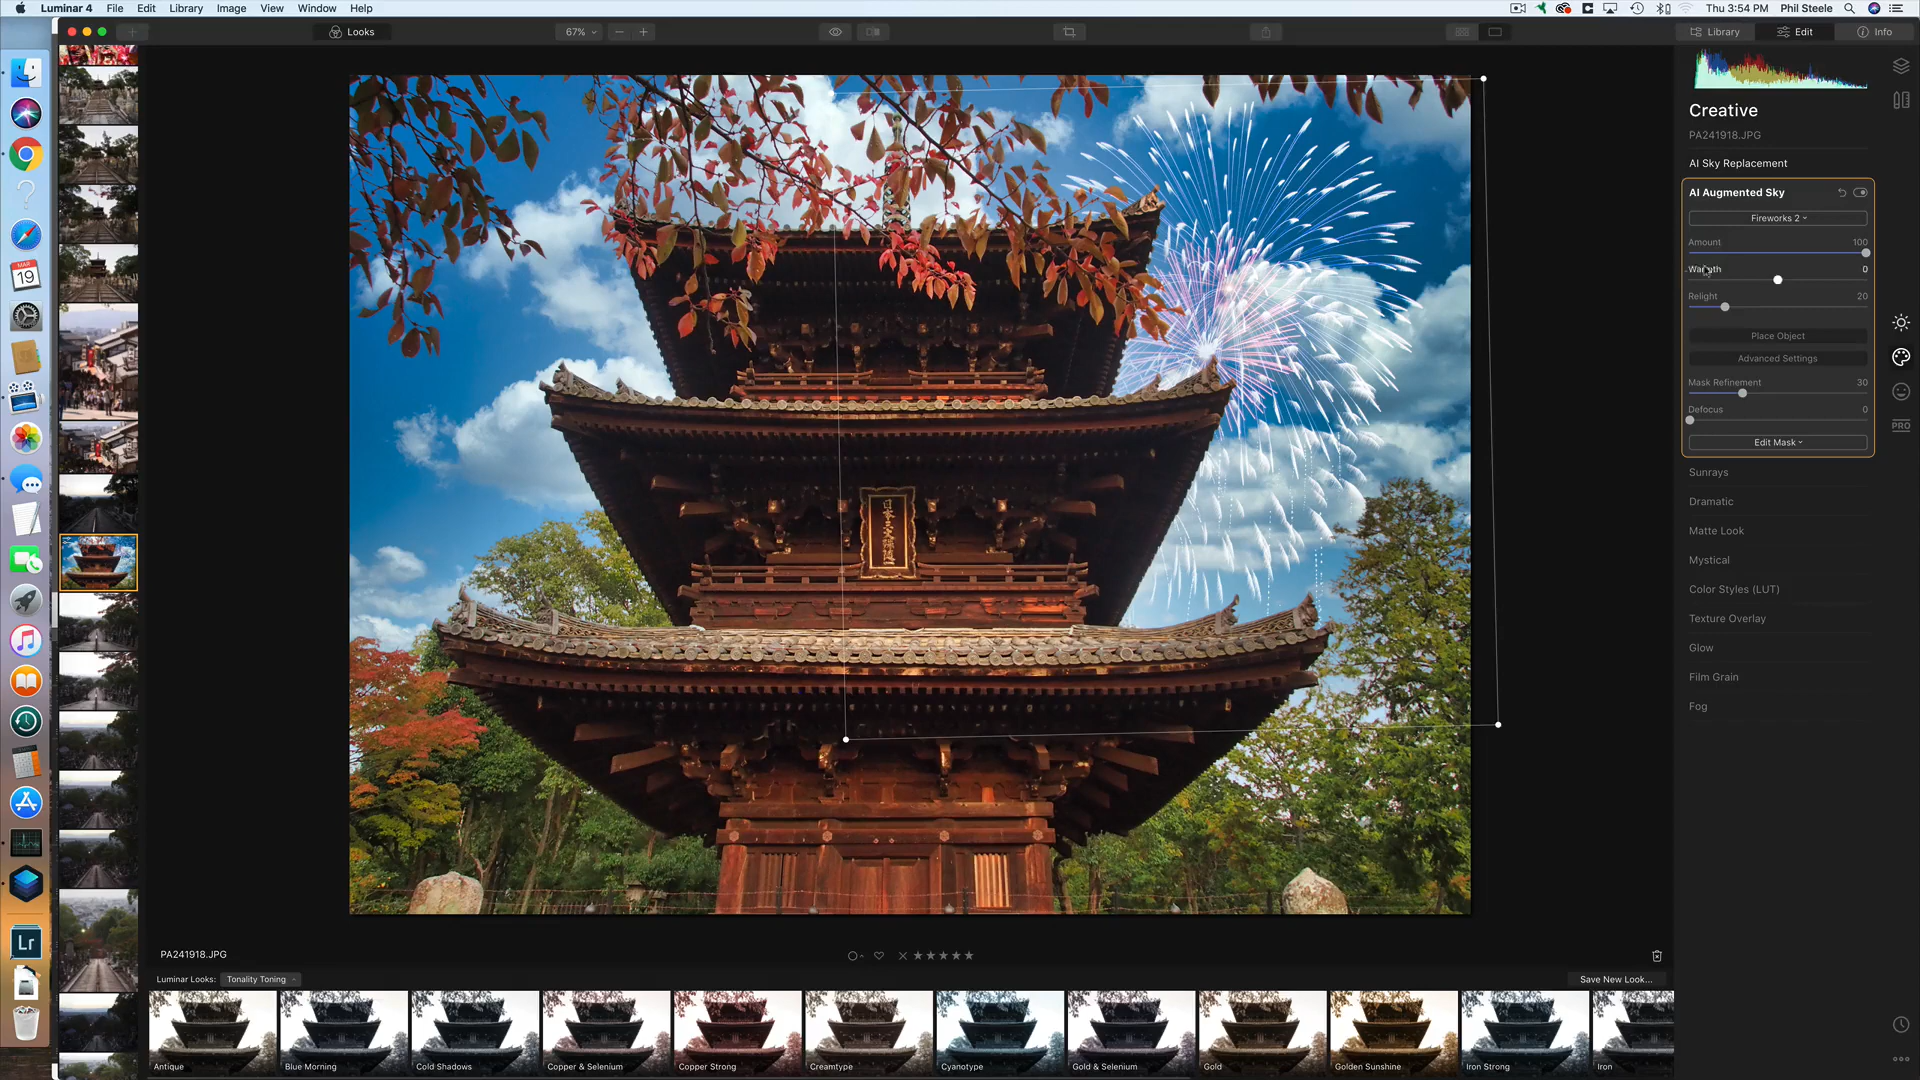 Luminar 4 File Edit Library Image View Window Help
Thu 3:54 PM Phil Steele
Looks
67%
Library Edit Info
Creative
PA241918.JPG
AI Sky Replacement
AI Augmented Sky
Fireworks 2
Amount 100
Warmth 0
Relight 20
Place Object
Advanced Settings
Mask Refinement 30
Defocus 0
Edit Mask
Sunrays
Dramatic
Matte Look
Mystical
Color Styles (LUT)
Texture Overlay
Glow
Film Grain
Fog
MAR
19
Lr
PRO
PA241918.JPG
Luminar Looks: Tonality Toning
Save New Look...
Antique
Blue Morning
Cold Shadows
Copper & Selenium
Copper Strong
Creamtype
Cyanotype
Gold & Selenium
Gold
Golden Sunshine
Iron Strong
Iron